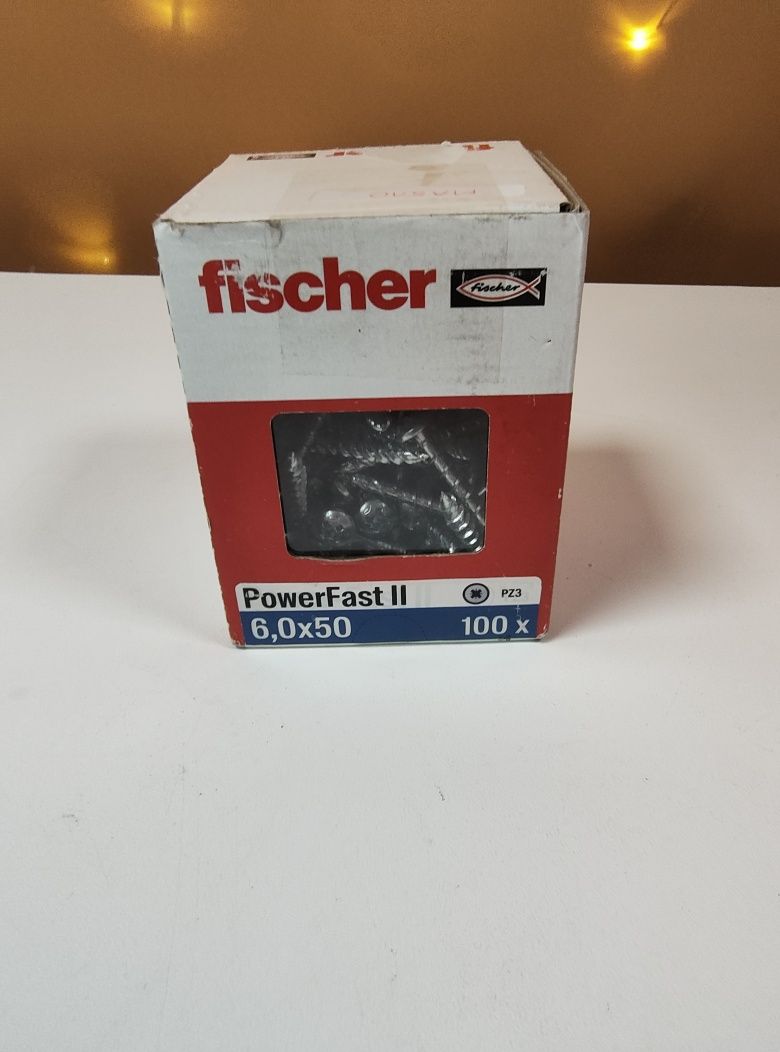 fischer fischer
PowerFast II PZ3
6,0x50 100 x